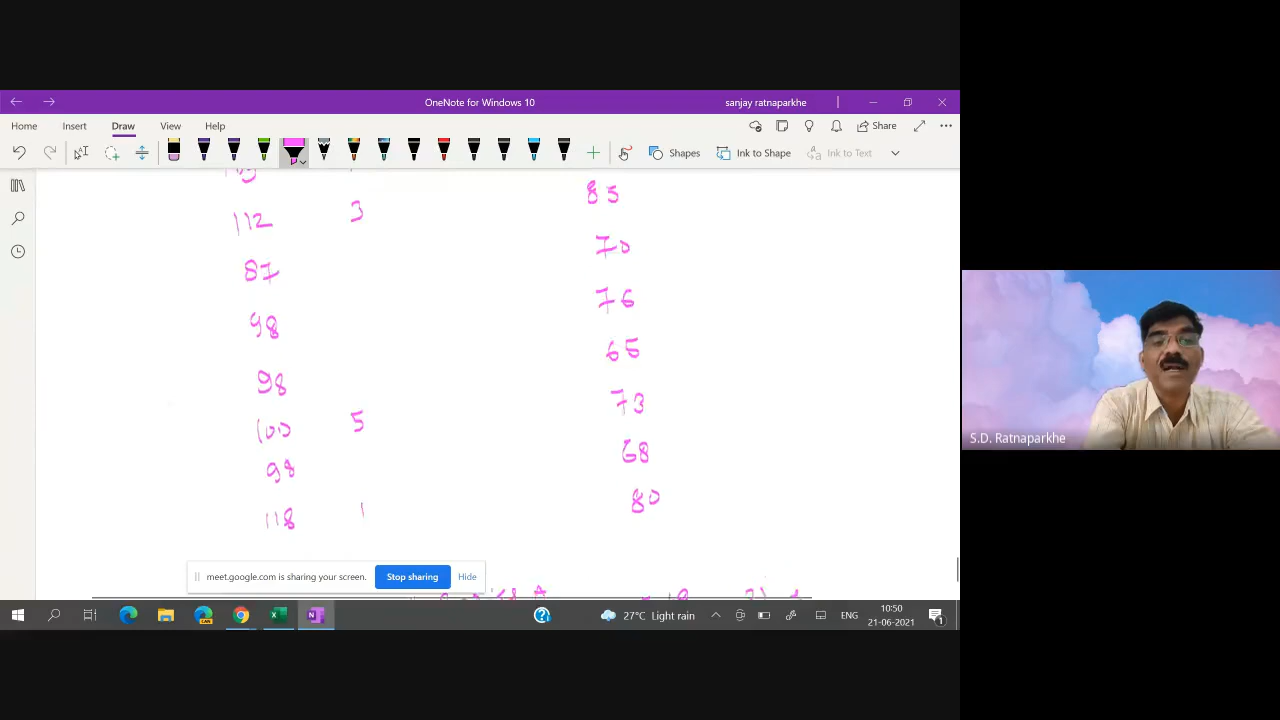 OneNote for Windows 10
sanjay ratnaparkhe
Home Insert Draw View Help
Share
Shapes
Ink to Shape
Ink to Text
85
112 3
70
87
76
98
65
98
73
100 5
68
98
80
118 1
S.D. Ratnaparkhe
meet.google.com is sharing your screen.
Stop sharing
Hide
27°C Light rain
ENG
10:50
21-06-2021